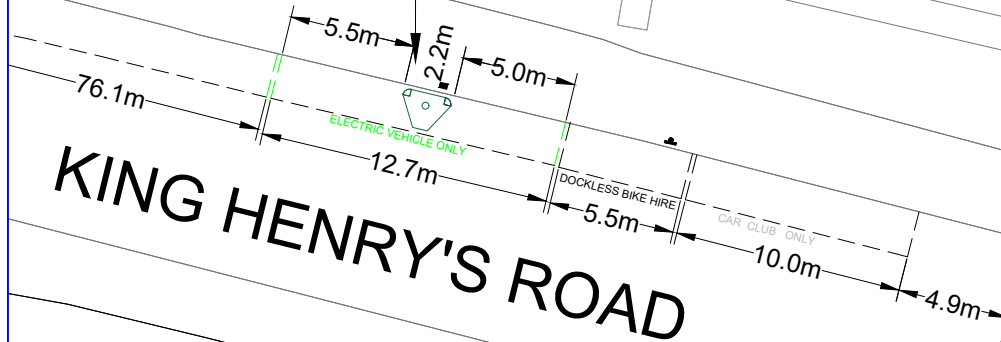 5.5m
2.2m
5.0m
76.1m
ELECTRIC VEHICLE ONLY
12.7m
DOCKLESS BIKE HIRE
5.5m
CAR CLUB ONLY
10.0m
4.9m
KING HENRY'S ROAD